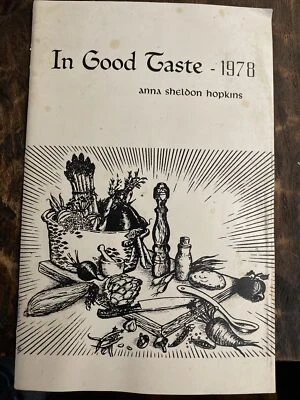 In Good Taste - 1978
anna sheldon hopkins